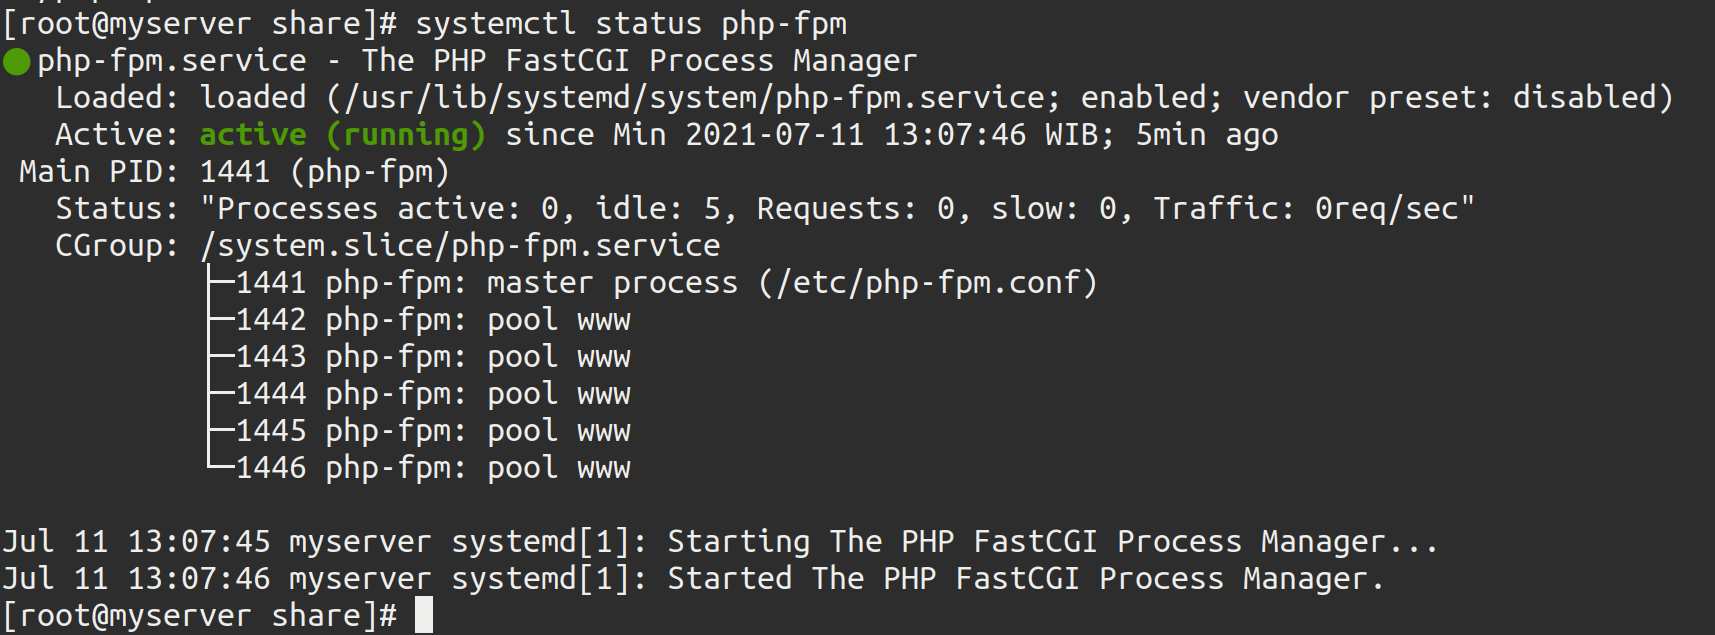 [root@myserver share]# systemctl status php-fpm
● php-fpm.service - The PHP FastCGI Process Manager
   Loaded: loaded (/usr/lib/systemd/system/php-fpm.service; enabled; vendor preset: disabled)
   Active: active (running) since Min 2021-07-11 13:07:46 WIB; 5min ago
 Main PID: 1441 (php-fpm)
   Status: "Processes active: 0, idle: 5, Requests: 0, slow: 0, Traffic: 0req/sec"
   CGroup: /system.slice/php-fpm.service
           ├─1441 php-fpm: master process (/etc/php-fpm.conf)
           ├─1442 php-fpm: pool www
           ├─1443 php-fpm: pool www
           ├─1444 php-fpm: pool www
           ├─1445 php-fpm: pool www
           └─1446 php-fpm: pool www

Jul 11 13:07:45 myserver systemd[1]: Starting The PHP FastCGI Process Manager...
Jul 11 13:07:46 myserver systemd[1]: Started The PHP FastCGI Process Manager.
[root@myserver share]#